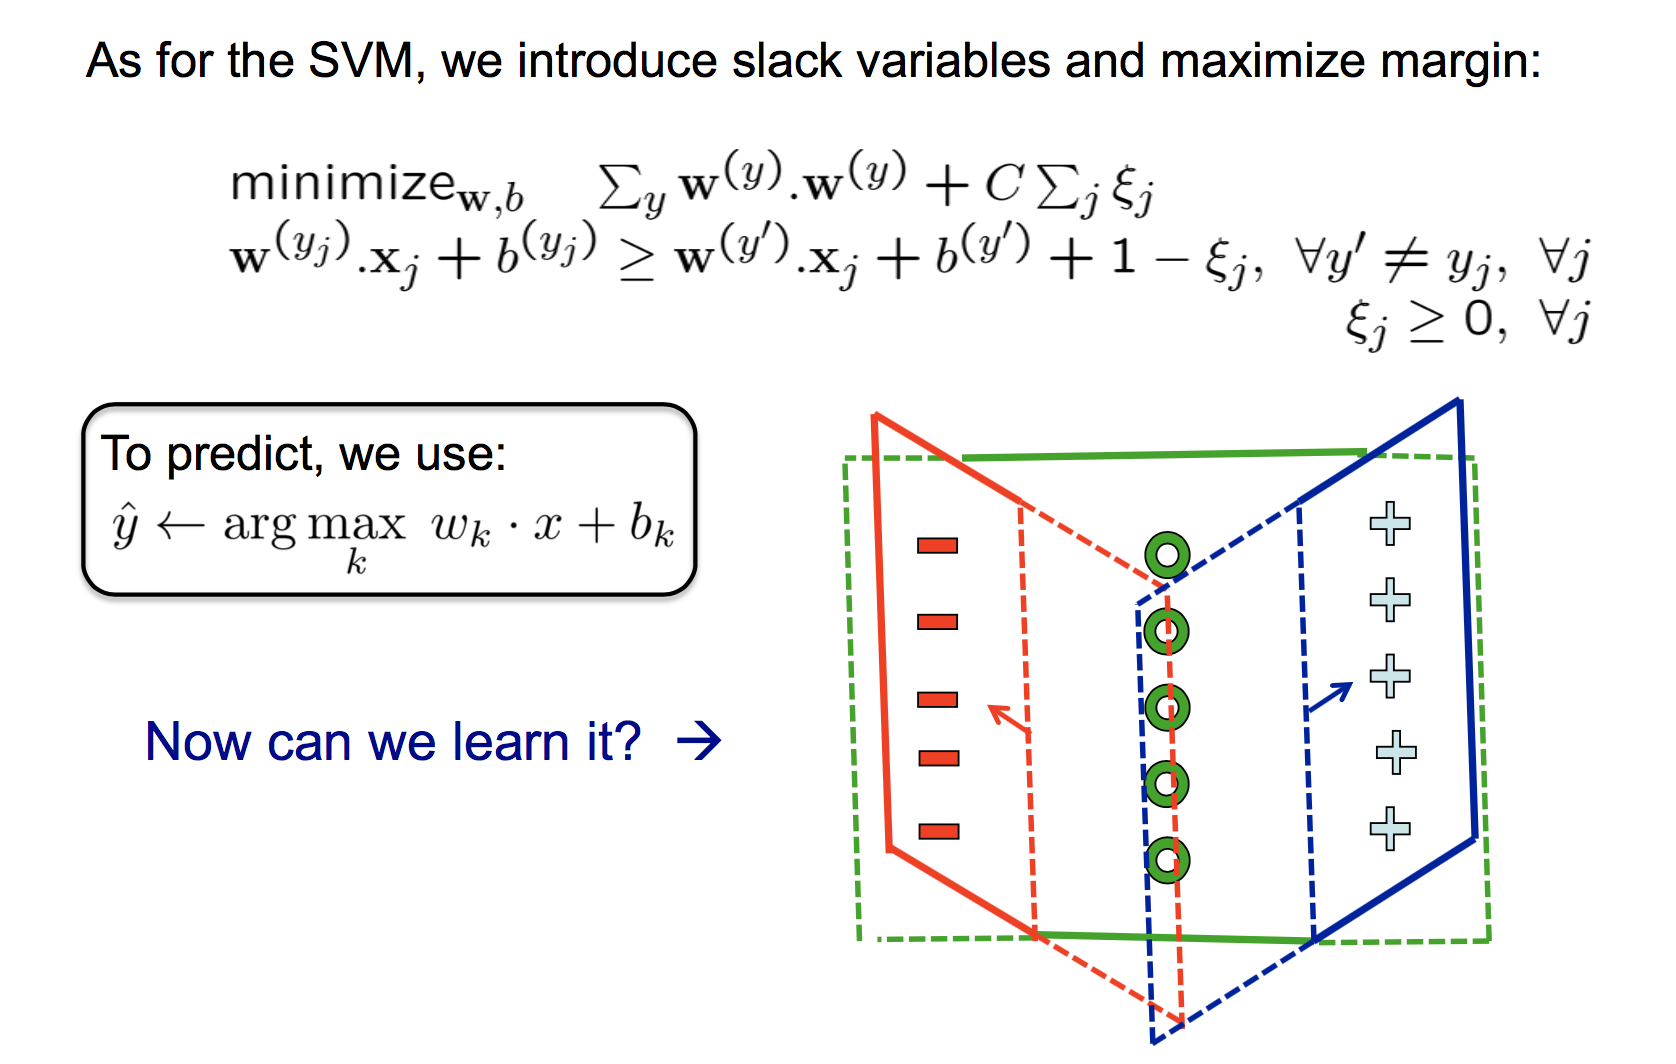 As for the SVM, we introduce slack variables and maximize margin:
minimize_{w,b} ∑_y w^{(y)}.w^{(y)} + C ∑_j ξ_j
w^{(y_j)}.x_j + b^{(y_j)} ≥ w^{(y′)}.x_j + b^{(y′)} + 1 − ξ_j, ∀y′ ≠ y_j, ∀j
ξ_j ≥ 0, ∀j
To predict, we use:
ŷ ← arg max_k w_k · x + b_k
Now can we learn it? →